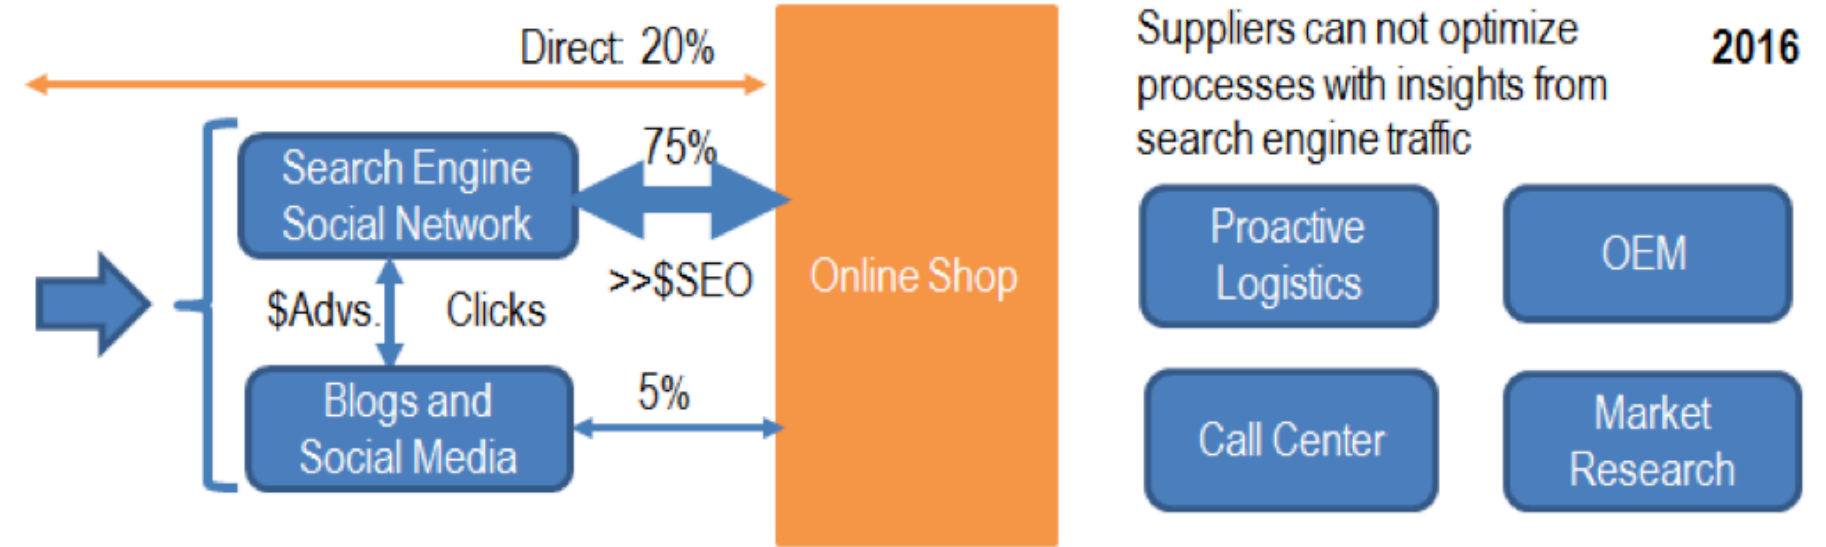 Direct: 20%
75%
Search Engine
Social Network
>>$SEO
$Advs.
Clicks
Blogs and
Social Media
5%
Online Shop
Suppliers can not optimize
processes with insights from
search engine traffic
2016
Proactive
Logistics
OEM
Call Center
Market
Research